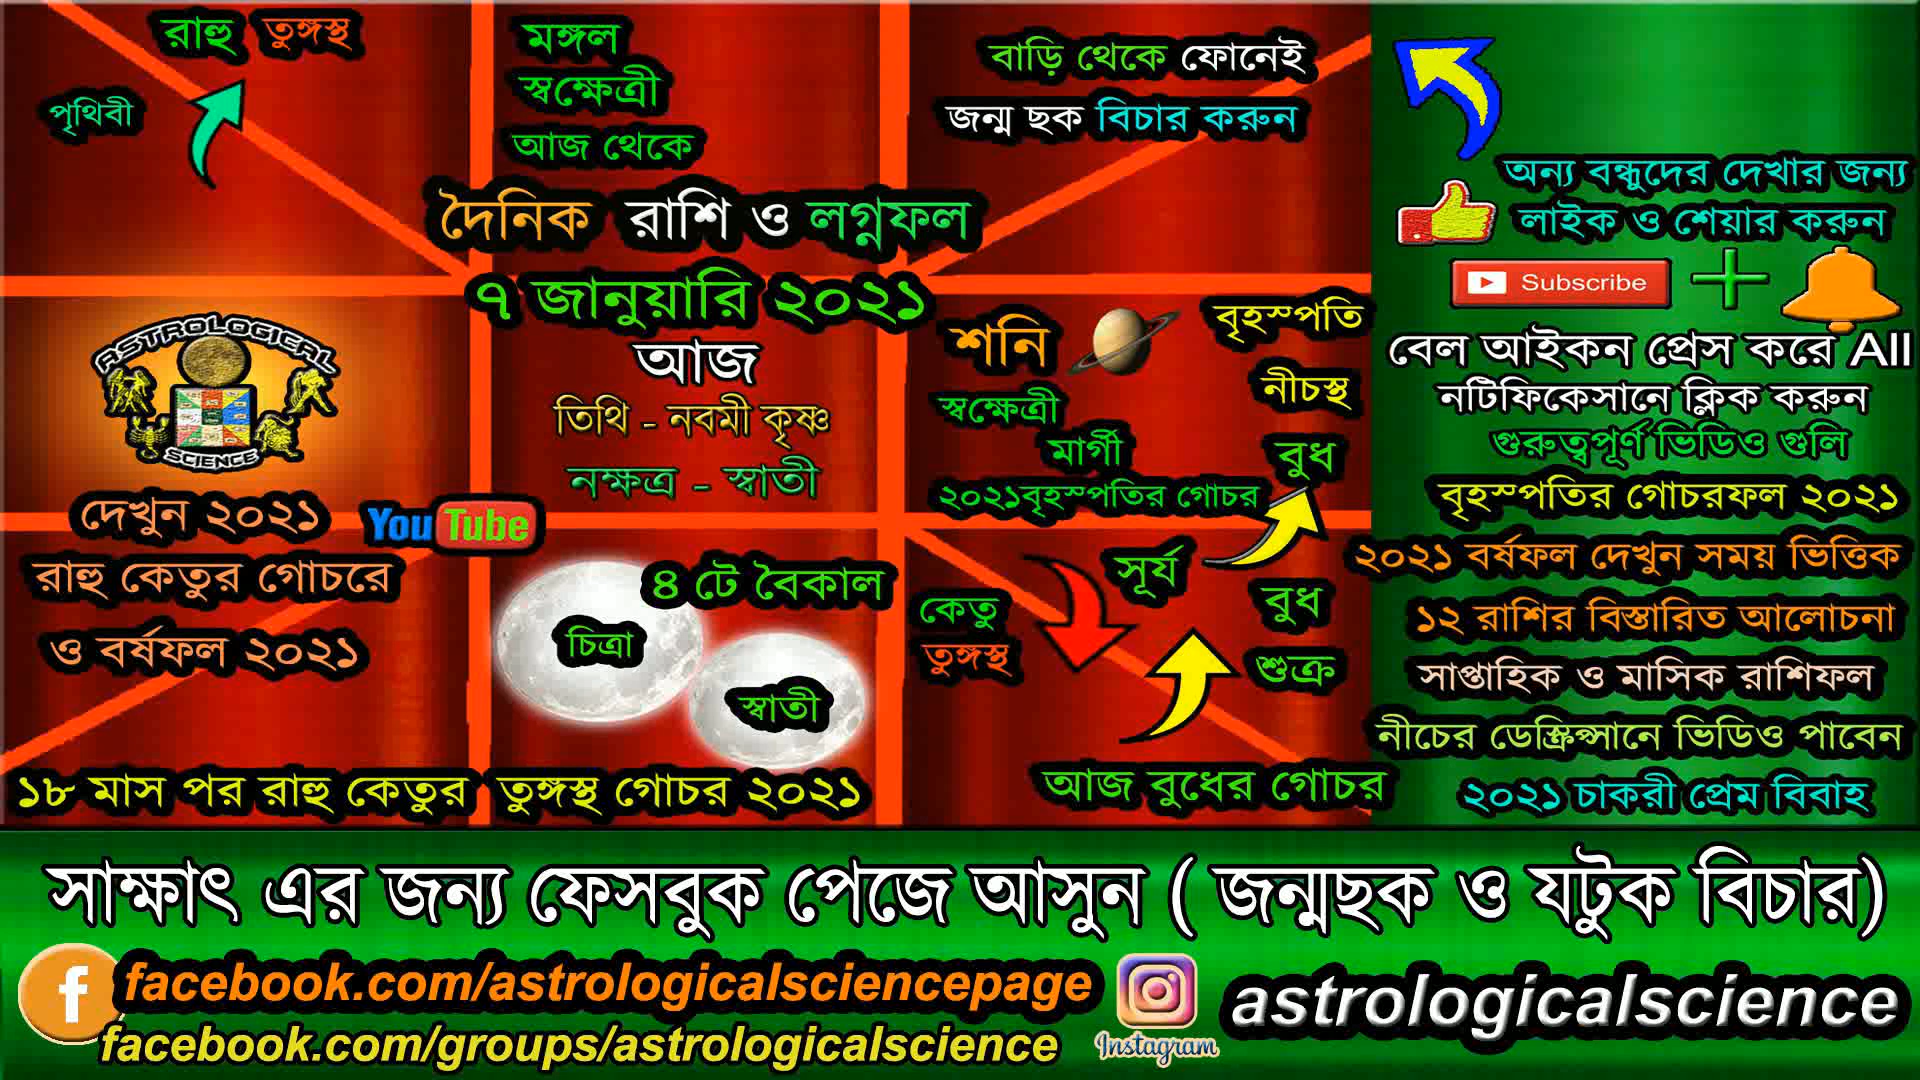 রাহু তুঙ্গস্থ
পৃথিবী
মঙ্গল
স্বক্ষেত্রী
আজ থেকে
বাড়ি থেকে ফোনেই
জন্ম ছক বিচার করুন
দৈনিক রাশি ও লগ্নফল
৭ জানুয়ারি ২০২১
আজ
তিথি - নবমী কৃষ্ণ
নক্ষত্র - স্বাতী
ASTROLOGICAL
SCIENCE
দেখুন ২০২১
YouTube
রাহু কেতুর গোচরে
ও বর্ষফল ২০২১
চিত্রা
৪ টে বৈকাল
স্বাতী
১৮ মাস পর রাহু কেতুর তুঙ্গস্থ গোচর ২০২১
শনি
স্বক্ষেত্রী
মার্গী
বৃহস্পতি
নীচস্থ
বুধ
২০২১বৃহস্পতির গোচর
সূর্য
কেতু
তুঙ্গস্থ
বুধ
শুক্র
আজ বুধের গোচর
অন্য বন্ধুদের দেখার জন্য
লাইক ও শেয়ার করুন
Subscribe
বেল আইকন প্রেস করে All
নটিফিকেসানে ক্লিক করুন
গুরুত্বপূর্ণ ভিডিও গুলি
বৃহস্পতির গোচরফল ২০২১
২০২১ বর্ষফল দেখুন সময় ভিত্তিক
১২ রাশির বিস্তারিত আলোচনা
সাপ্তাহিক ও মাসিক রাশিফল
নীচের ডেস্ক্রিপ্সানে ভিডিও পাবেন
২০২১ চাকরী প্রেম বিবাহ
সাক্ষাৎ এর জন্য ফেসবুক পেজে আসুন ( জন্মছক ও যটুক বিচার)
f facebook.com/astrologicalsciencepage
facebook.com/groups/astrologicalscience
Instagram
astrologicalscience